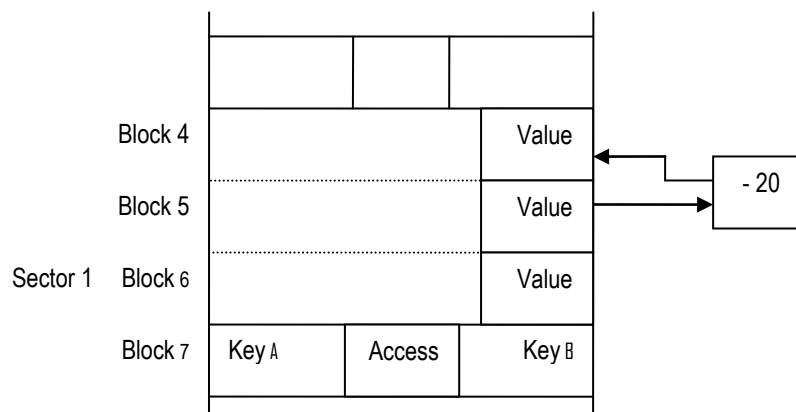 Block 4 Value
- 20
Block 5 Value
Sector 1 Block 6 Value
Block 7 Key A Access Key B